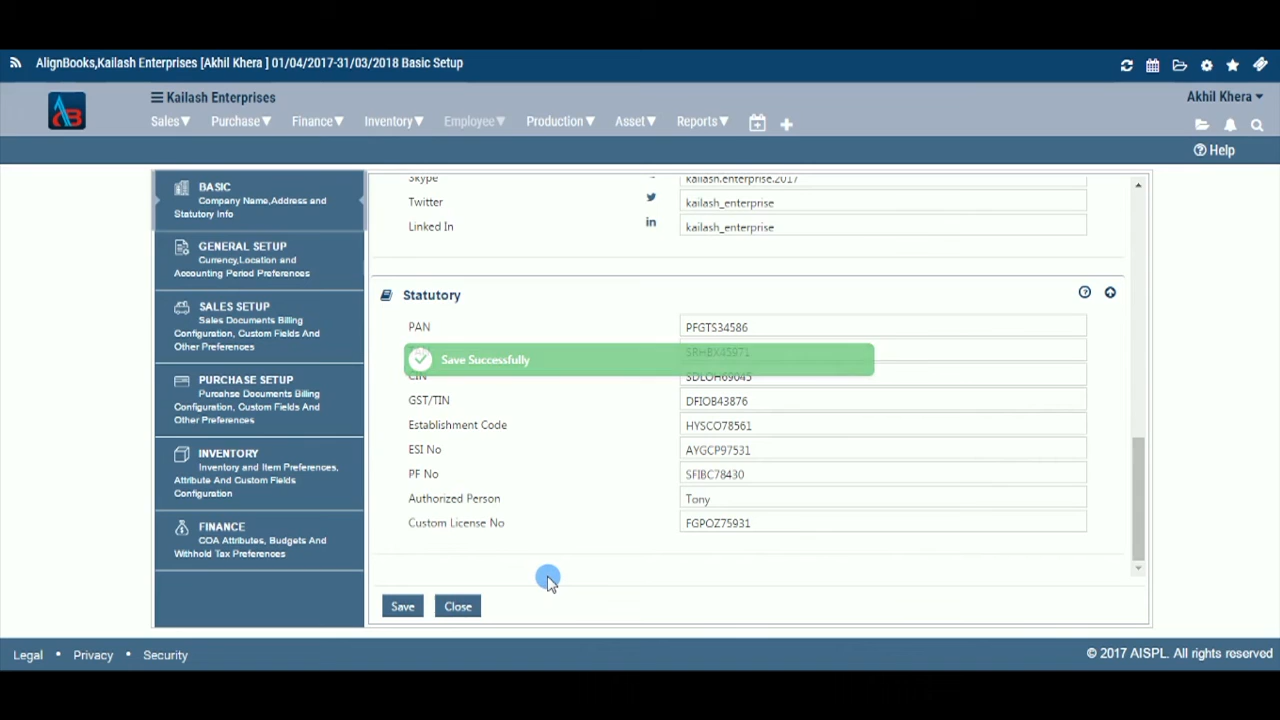 AlignBooks,Kailash Enterprises [Akhil Khera ] 01/04/2017-31/03/2018 Basic Setup
Kailash Enterprises
Akhil Khera
Sales Purchase Finance Inventory Employee Production Asset Reports
Help
BASIC
Company Name,Address and
Statutory Info
GENERAL SETUP
Currency,Location and
Accounting Period Preferences
SALES SETUP
Sales Documents Billing
Configuration, Custom Fields And
Other Preferences
PURCHASE SETUP
Purcahse Documents Billing
Configuration, Custom Fields And
Other Preferences
INVENTORY
Inventory and Item Preferences,
Attribute And Custom Fields
Configuration
FINANCE
COA Attributes, Budgets And
Withhold Tax Preferences
Skype kailash.enterprise.2017
Twitter kailash_enterprise
Linked In kailash_enterprise
Statutory
PAN PFGTS34586
SRHBX45971
Save Successfully
CIN SDLOH69045
GST/TIN DFIOB43876
Establishment Code HYSCO78561
ESI No AYGCP97531
PF No SFIBC78430
Authorized Person Tony
Custom License No FGPOZ75931
Save Close
Legal • Privacy • Security
© 2017 AISPL. All rights reserved